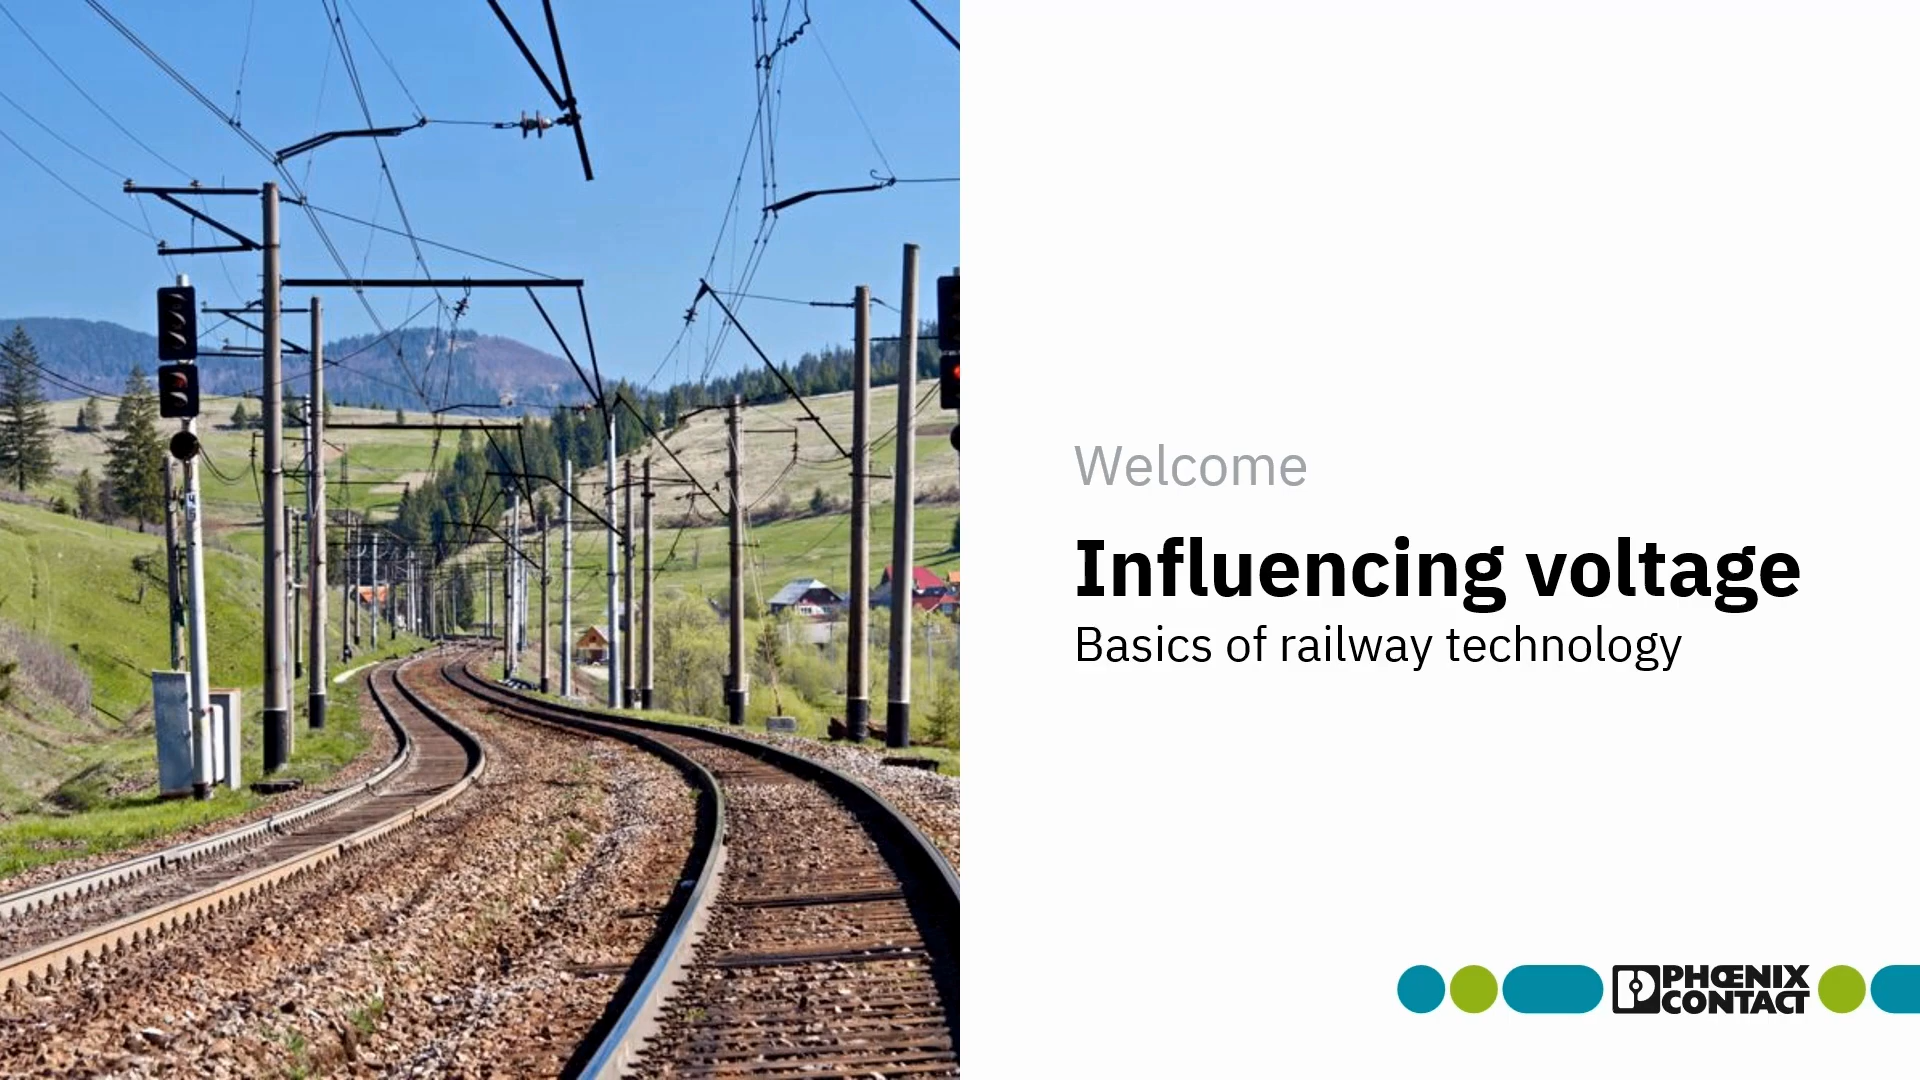 Welcome
Influencing voltage
Basics of railway technology
PHŒNIX
CONTACT